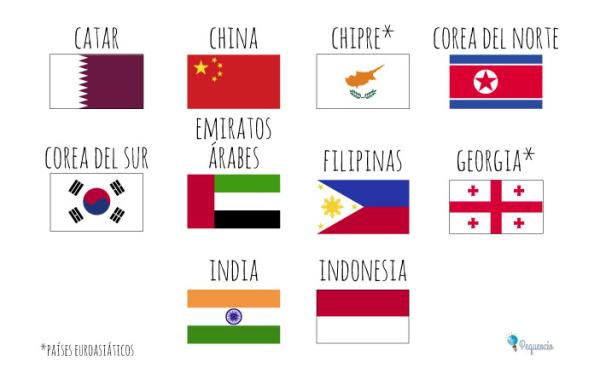 CATAR
CHINA
CHIPRE*
COREA DEL NORTE
COREA DEL SUR
EMIRATOS
ÁRABES
FILIPINAS
GEORGIA*
INDIA
INDONESIA
*PAÍSES EUROASIÁTICOS
Pequeocio